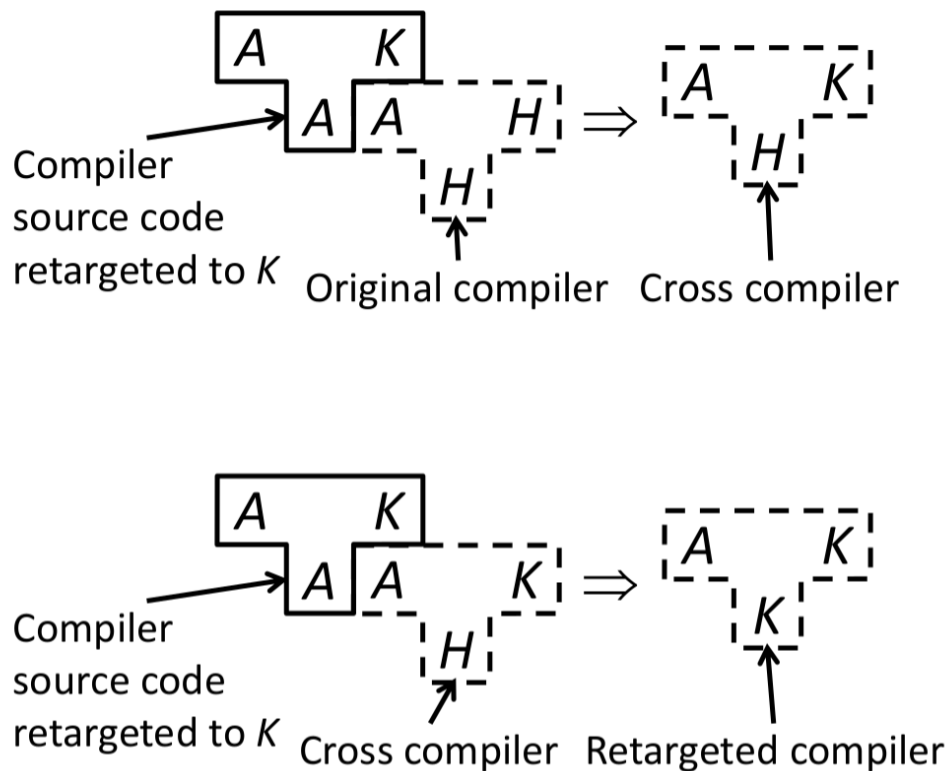 A K A K
A A H ⇒ H
Compiler
source code
retargeted to K
H
Original compiler Cross compiler
A K A K
A A K ⇒ K
Compiler
source code
retargeted to K
H
Cross compiler Retargeted compiler